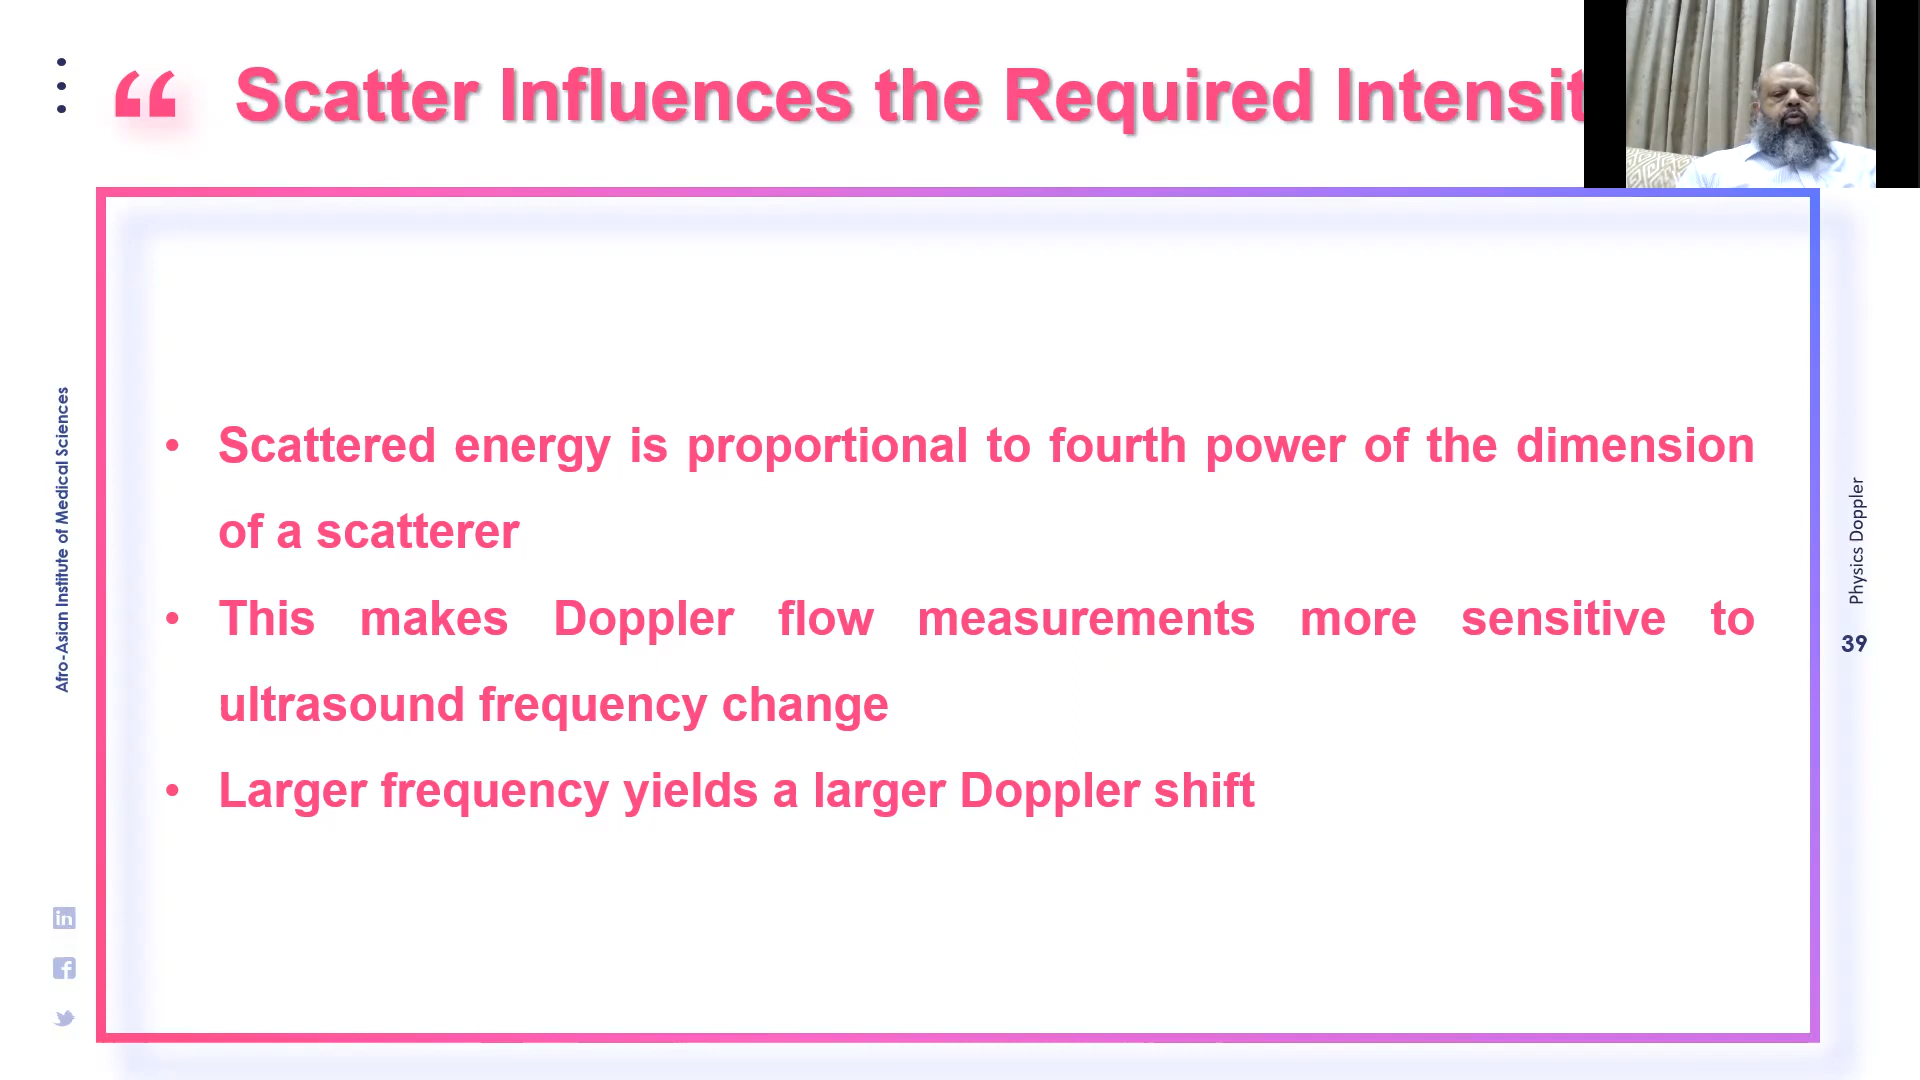 “ Scatter Influences the Required Intensit
• Scattered energy is proportional to fourth power of the dimension
of a scatterer
• This makes Doppler flow measurements more sensitive to
ultrasound frequency change
• Larger frequency yields a larger Doppler shift
Afro-Asian Institute of Medical Sciences
Physics Doppler
39
in
f